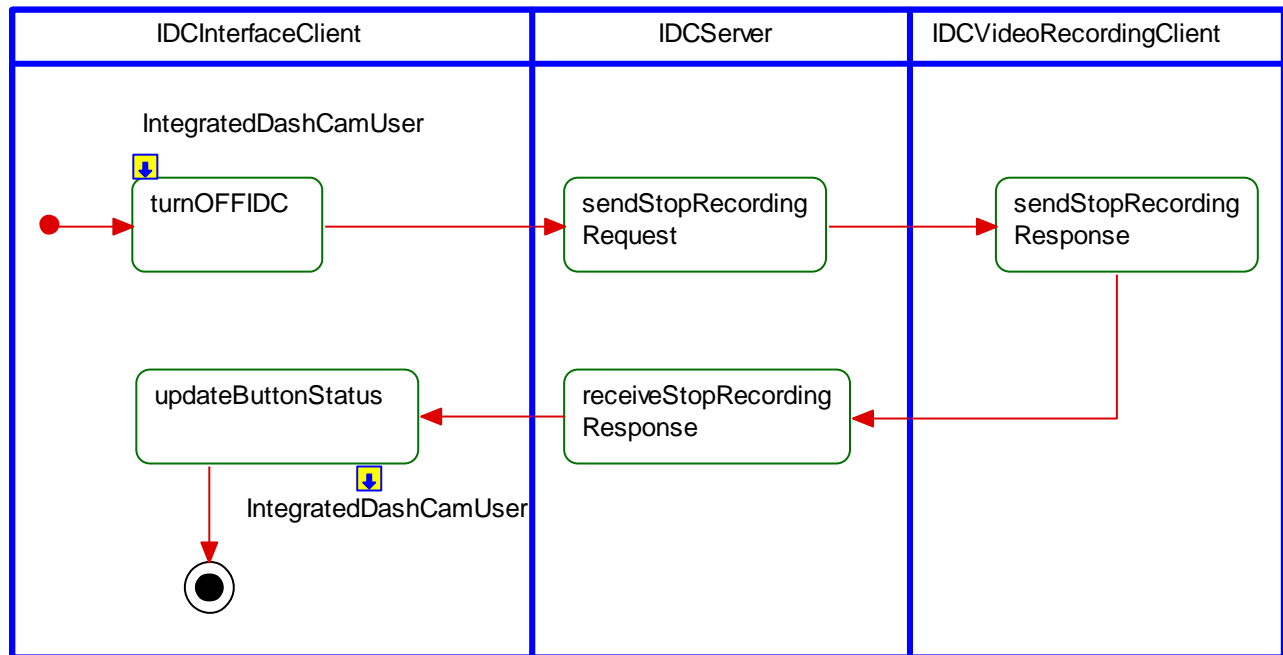 IDCInterfaceClient
IDCServer
IDCVideoRecordingClient
IntegratedDashCamUser
turnOFFIDC
sendStopRecording
Request
sendStopRecording
Response
updateButtonStatus
receiveStopRecording
Response
IntegratedDashCamUser